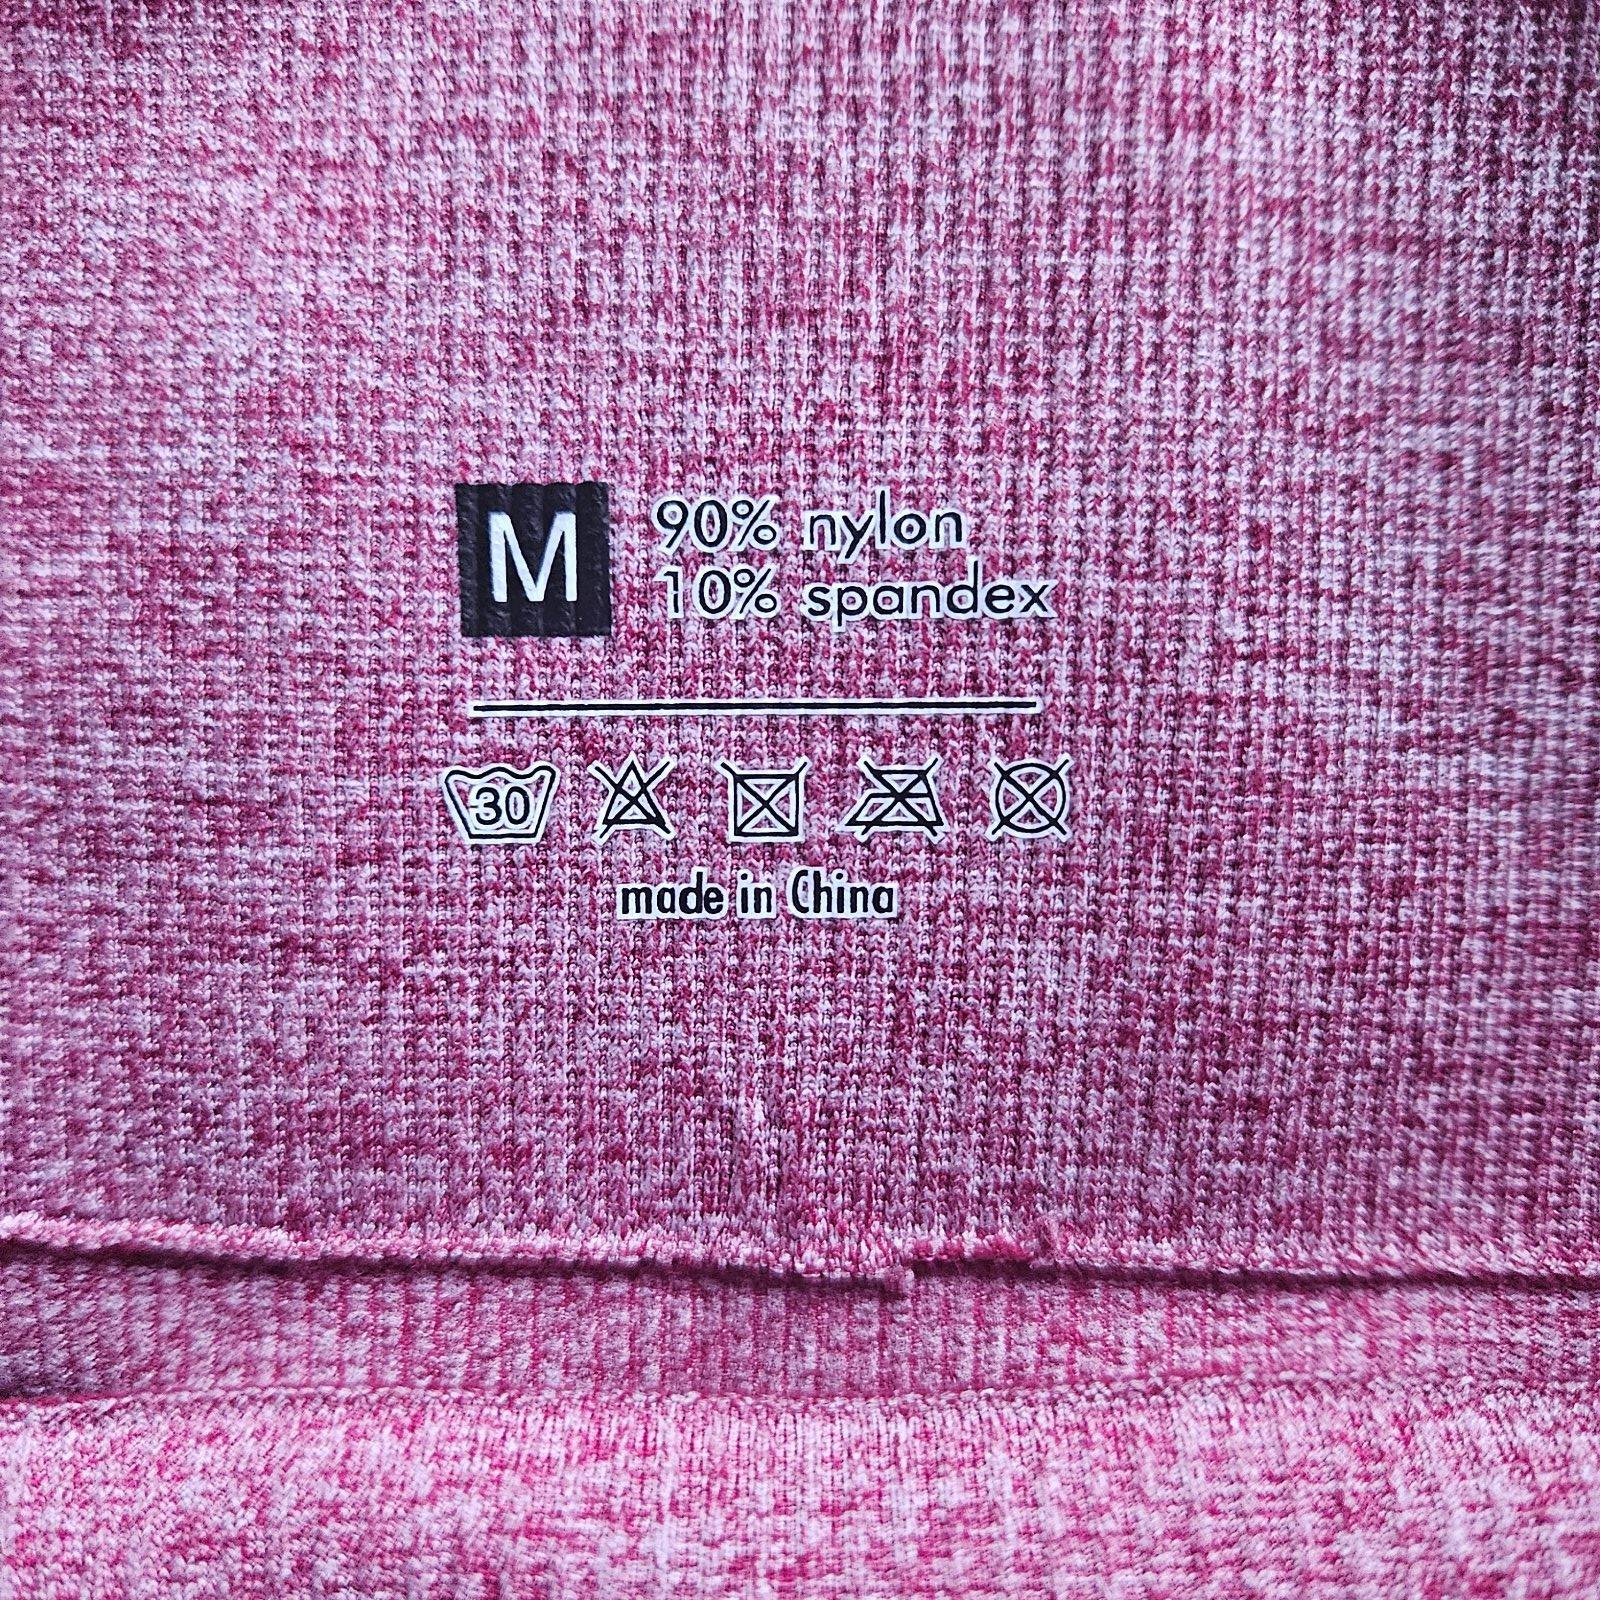 M
90% nylon
10% spandex
30
made in China